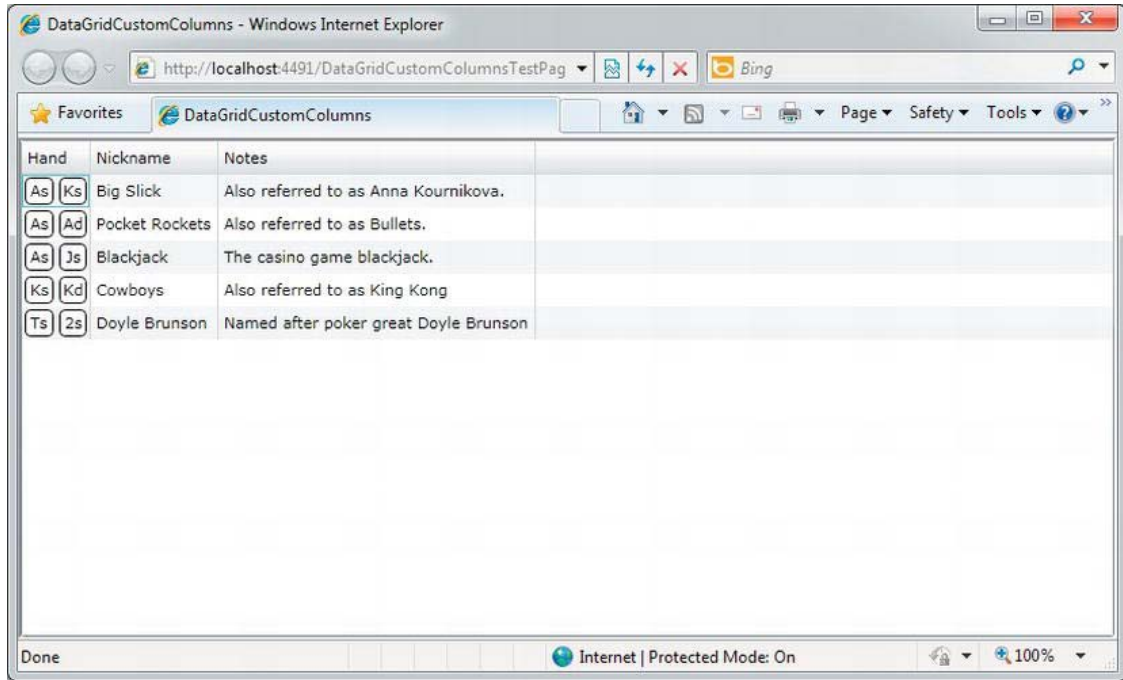 DataGridCustomColumns - Windows Internet Explorer
http://localhost:4491/DataGridCustomColumnsTestPag
Bing
Favorites
DataGridCustomColumns
Page
Safety
Tools
Hand Nickname Notes
As Ks Big Slick Also referred to as Anna Kournikova.
As Ad Pocket Rockets Also referred to as Bullets.
As Js Blackjack The casino game blackjack.
Ks Kd Cowboys Also referred to as King Kong
Ts 2s Doyle Brunson Named after poker great Doyle Brunson
Done
Internet | Protected Mode: On
100%